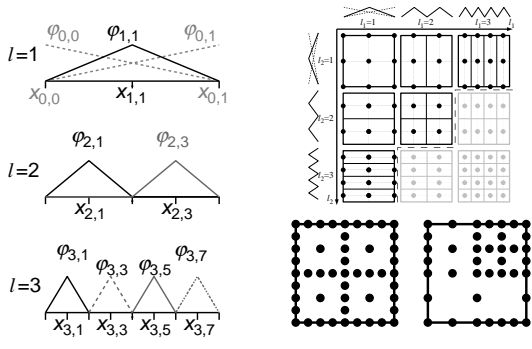 φ0,0 φ1,1 φ0,1
l=1
x0,0 x1,1 x0,1
φ2,1 φ2,3
l=2
x2,1 x2,3
φ3,1 φ3,3 φ3,5 φ3,7
l=3
x3,1 x3,3 x3,5 x3,7
l1=1 l1=2 l1=3 l1
l2=1
l2=2
l2=3
l2